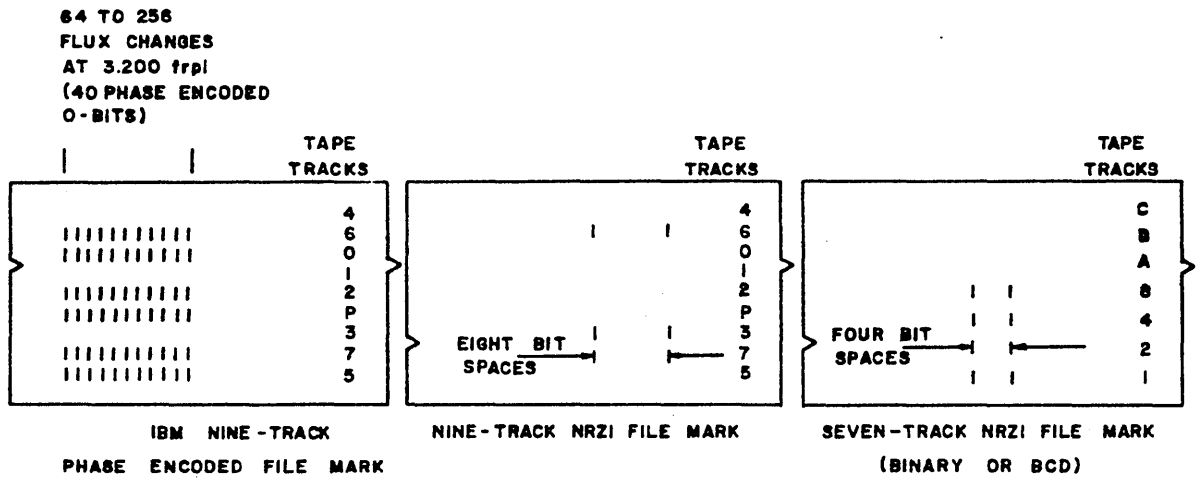 64 TO 256
FLUX CHANGES
AT 3.200 frpi
(40 PHASE ENCODED
O-BITS)
TAPE
TRACKS
4
6
0
1
2
P
3
7
5
IBM NINE-TRACK
PHASE ENCODED FILE MARK
TAPE
TRACKS
4
6
0
1
2
P
3
7
5
EIGHT BIT
SPACES
NINE-TRACK NRZI FILE MARK
TAPE
TRACKS
C
B
A
8
4
2
1
FOUR BIT
SPACES
SEVEN-TRACK NRZI FILE MARK
(BINARY OR BCD)